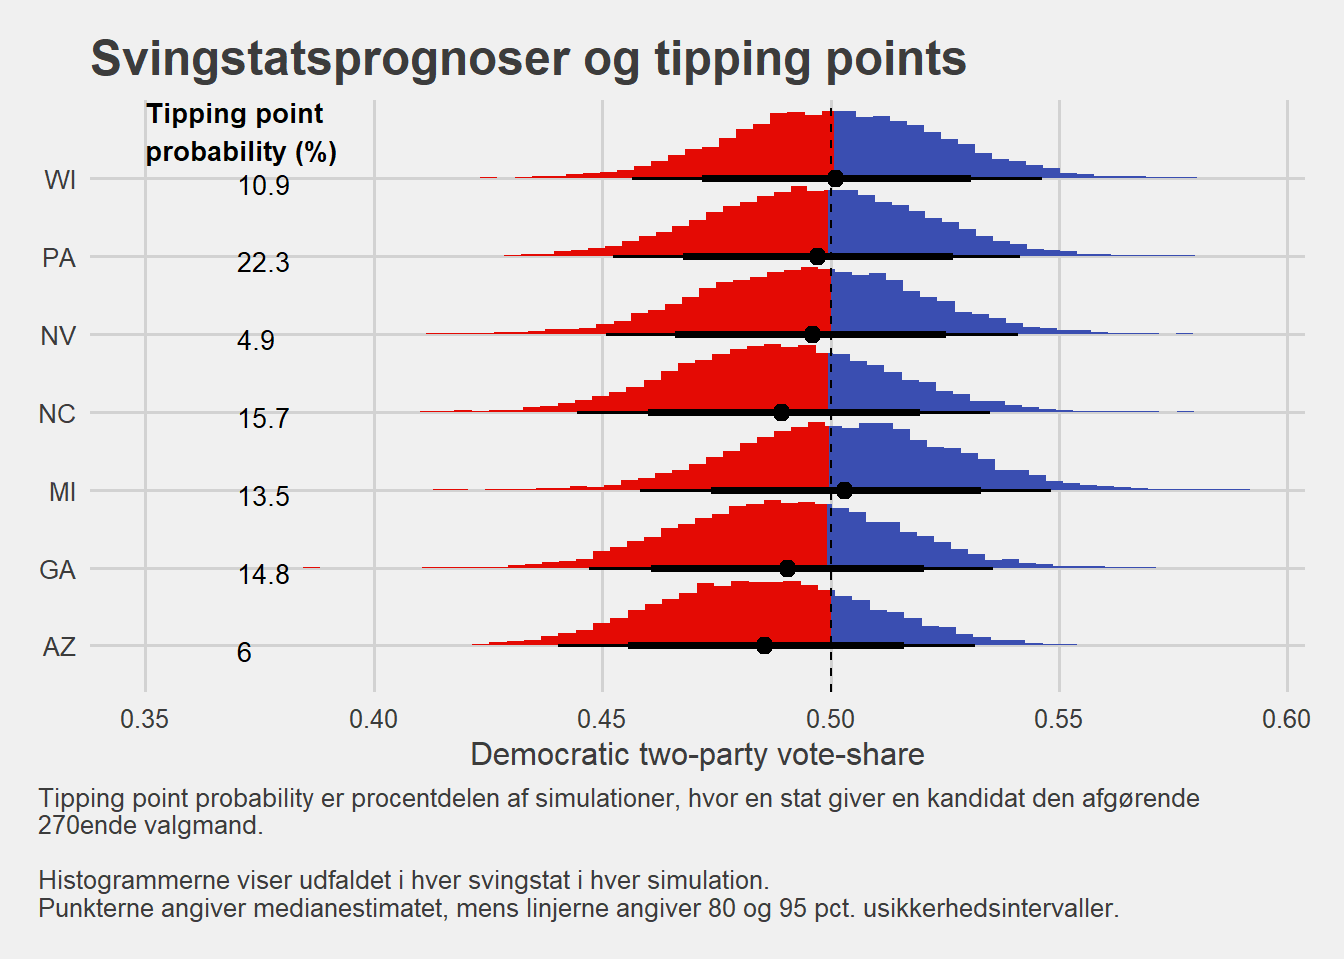 Svingstatsprognoser og tipping points
Tipping point
probability (%)
WI 10.9
PA 22.3
NV 4.9
NC 15.7
MI 13.5
GA 14.8
AZ 6
0.35 0.40 0.45 0.50 0.55 0.60
Democratic two-party vote-share
Tipping point probability er procentdelen af simulationer, hvor en stat giver en kandidat den afgørende
270ende valgmand.
Histogrammerne viser udfaldet i hver svingstat i hver simulation.
Punkterne angiver medianestimatet, mens linjerne angiver 80 og 95 pct. usikkerhedsintervaller.